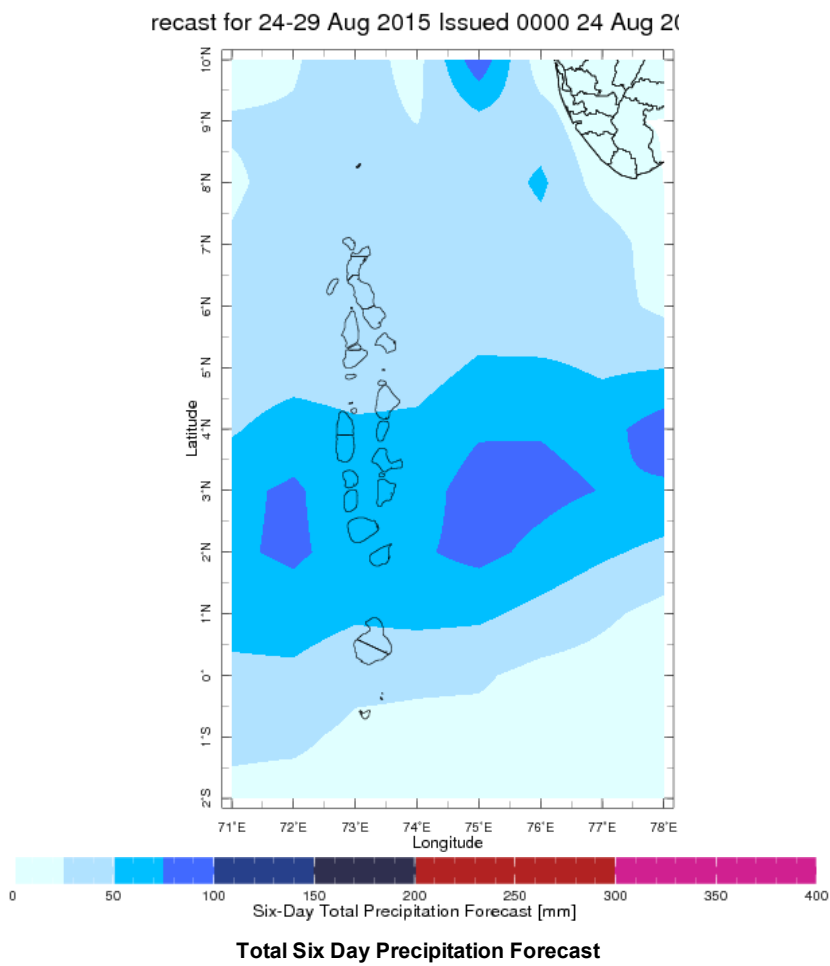 recast for 24-29 Aug 2015 Issued 0000 24 Aug 20
10°N
9°N
8°N
7°N
6°N
5°N
4°N
3°N
2°N
1°N
0°
1°S
2°S
Latitude
71°E 72°E 73°E 74°E 75°E 76°E 77°E 78°E
Longitude
0 50 100 150 200 250 300 350 400
Six-Day Total Precipitation Forecast [mm]
Total Six Day Precipitation Forecast